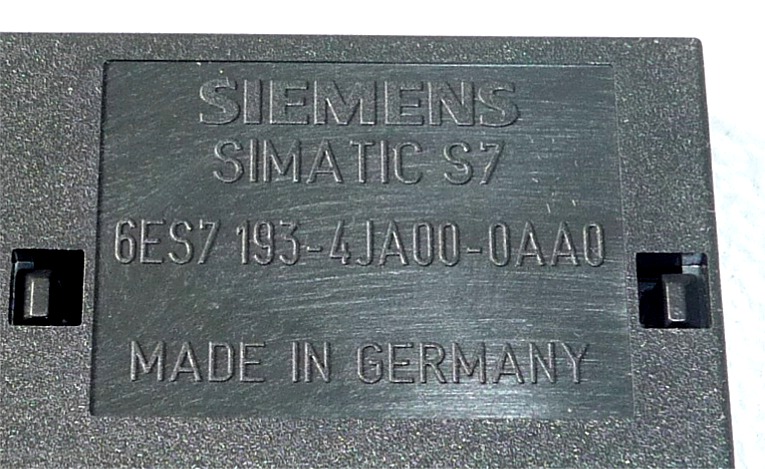 SIEMENS
SIMATIC S7
6ES7 193-4JA00-0AA0
MADE IN GERMANY